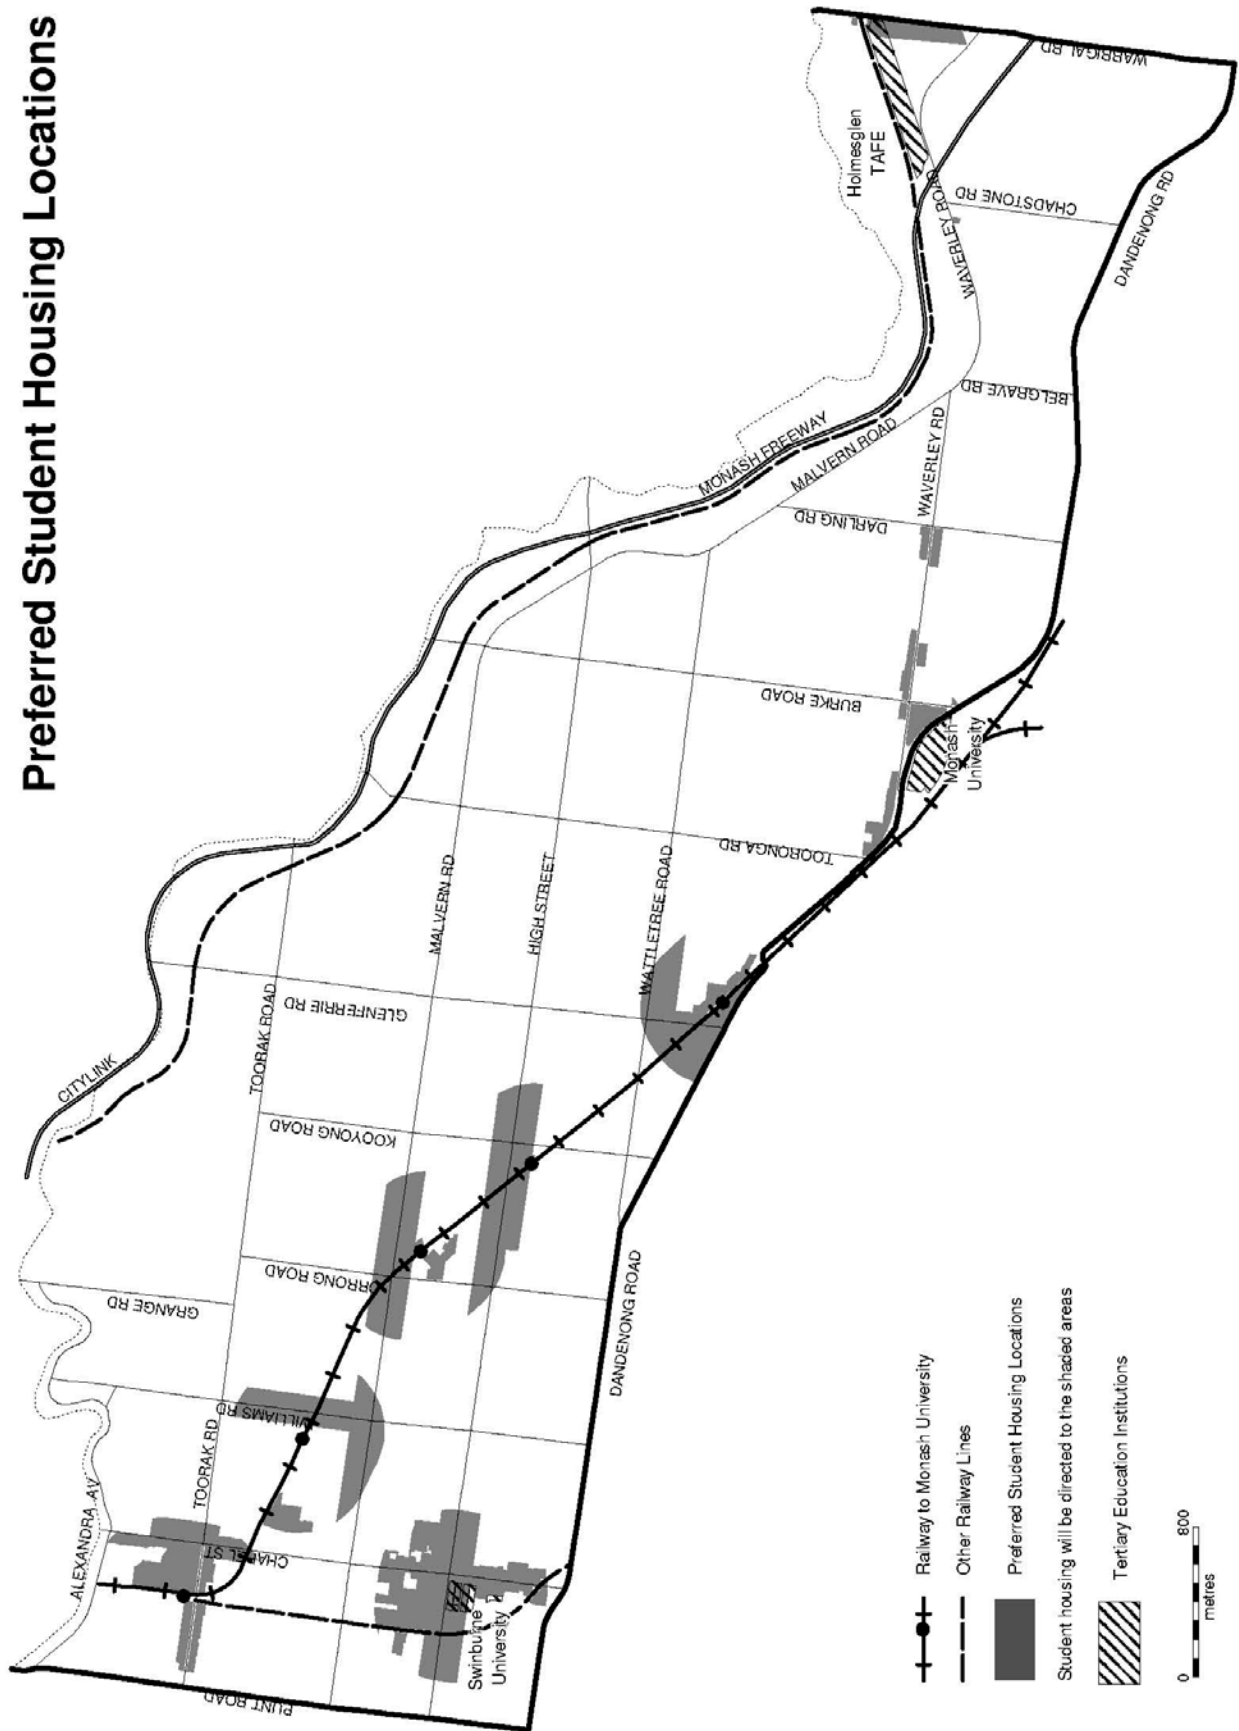 Preferred Student Housing Locations
WARRIGAL RD
Holmesglen
TAFE
WAVERLEY ROAD
CHADSTONE RD
DANDENONG RD
BELGRAVE RD
MONASH FREEWAY
MALVERN ROAD
WAVERLEY RD
DARLING RD
BURKE ROAD
Monash
University
TOORONGA RD
MALVERN RD
HIGH STREET
WATTLETREE ROAD
GLENFERRIE RD
TOORAK ROAD
CITYLINK
KOOYONG ROAD
ORRONG ROAD
GRANGE RD
DANDENONG ROAD
WILLIAMS RD
TOORAK RD
ALEXANDRA AV
CHAPEL ST
Swinburne
University
PUNT ROAD
Railway to Monash University
Other Railway Lines
Preferred Student Housing Locations
Student housing will be directed to the shaded areas
Tertiary Education Institutions
0 800
metres